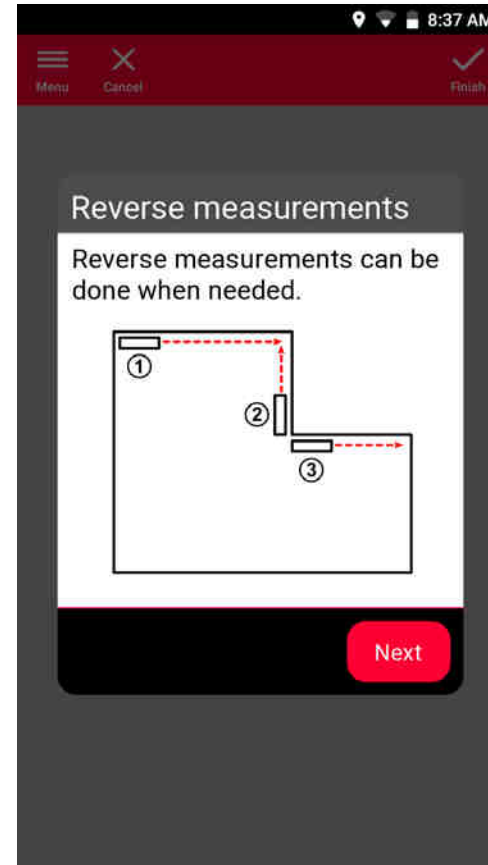 8:37 AM
Menu
Cancel
Finish
Reverse measurements
Reverse measurements can be
done when needed.
1
2
3
Next